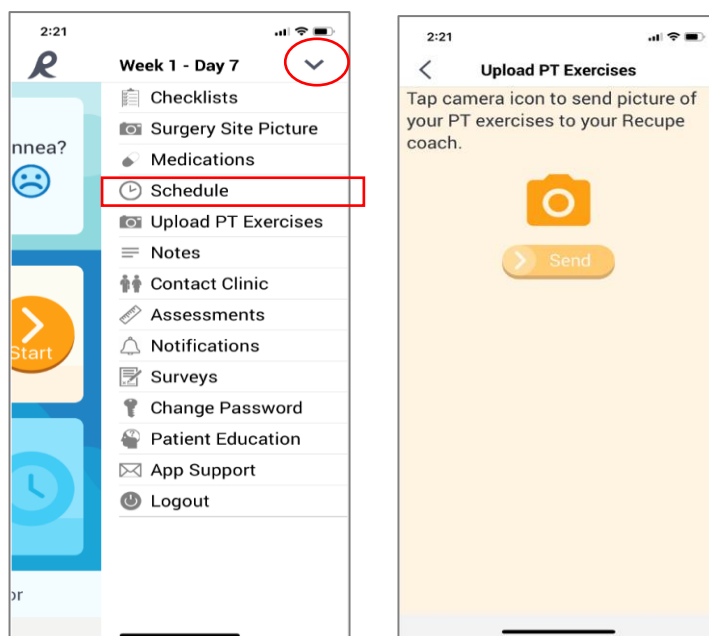 2:21
R
Week 1 - Day 7
Checklists
nnea?
Surgery Site Picture
Medications
Schedule
Upload PT Exercises
Notes
Contact Clinic
Start
Assessments
Notifications
Surveys
Change Password
Patient Education
App Support
Logout
or
2:21
Upload PT Exercises
Tap camera icon to send picture of
your PT exercises to your Recupe
coach.
Send